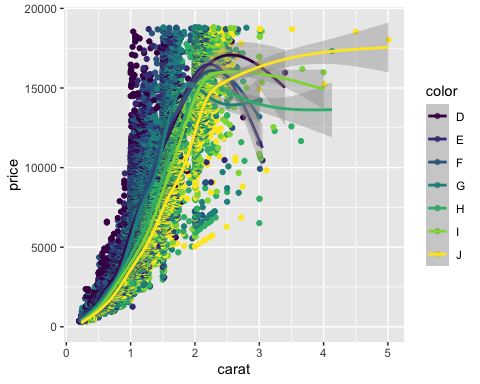 20000
15000
10000
5000
0
price
0 1 2 3 4 5
carat
color
D
E
F
G
H
I
J